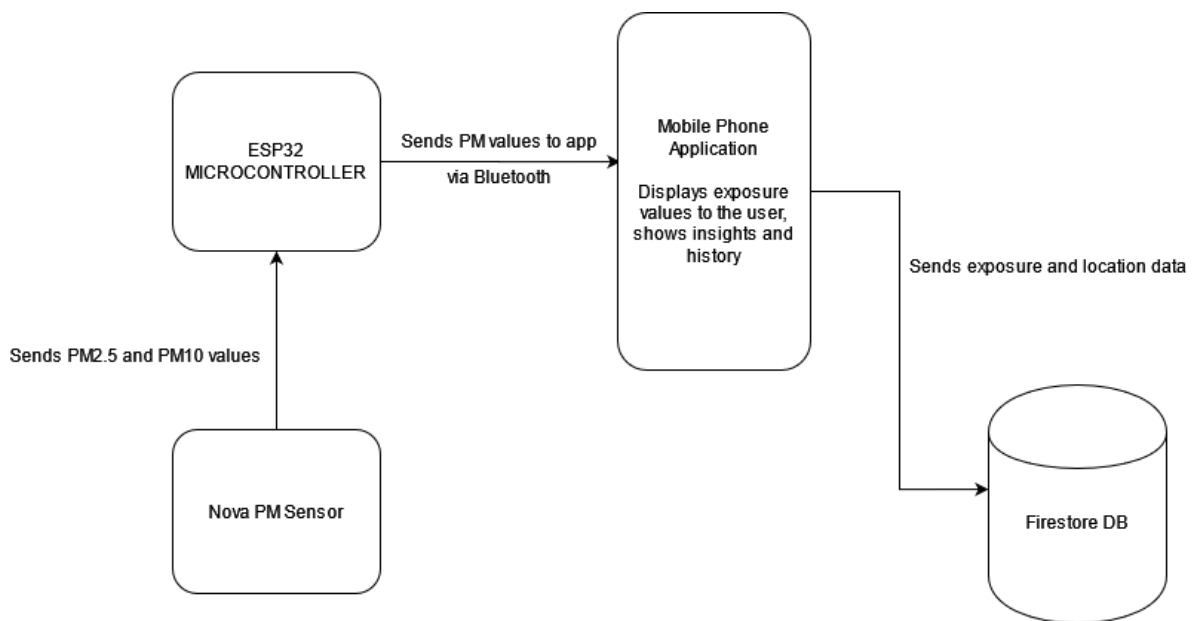 ESP32
MICROCONTROLLER
Sends PM values to app
via Bluetooth
Mobile Phone
Application
Displays exposure
values to the user,
shows insights and
history
Sends exposure and location data
Sends PM2.5 and PM10 values
Nova PM Sensor
Firestore DB